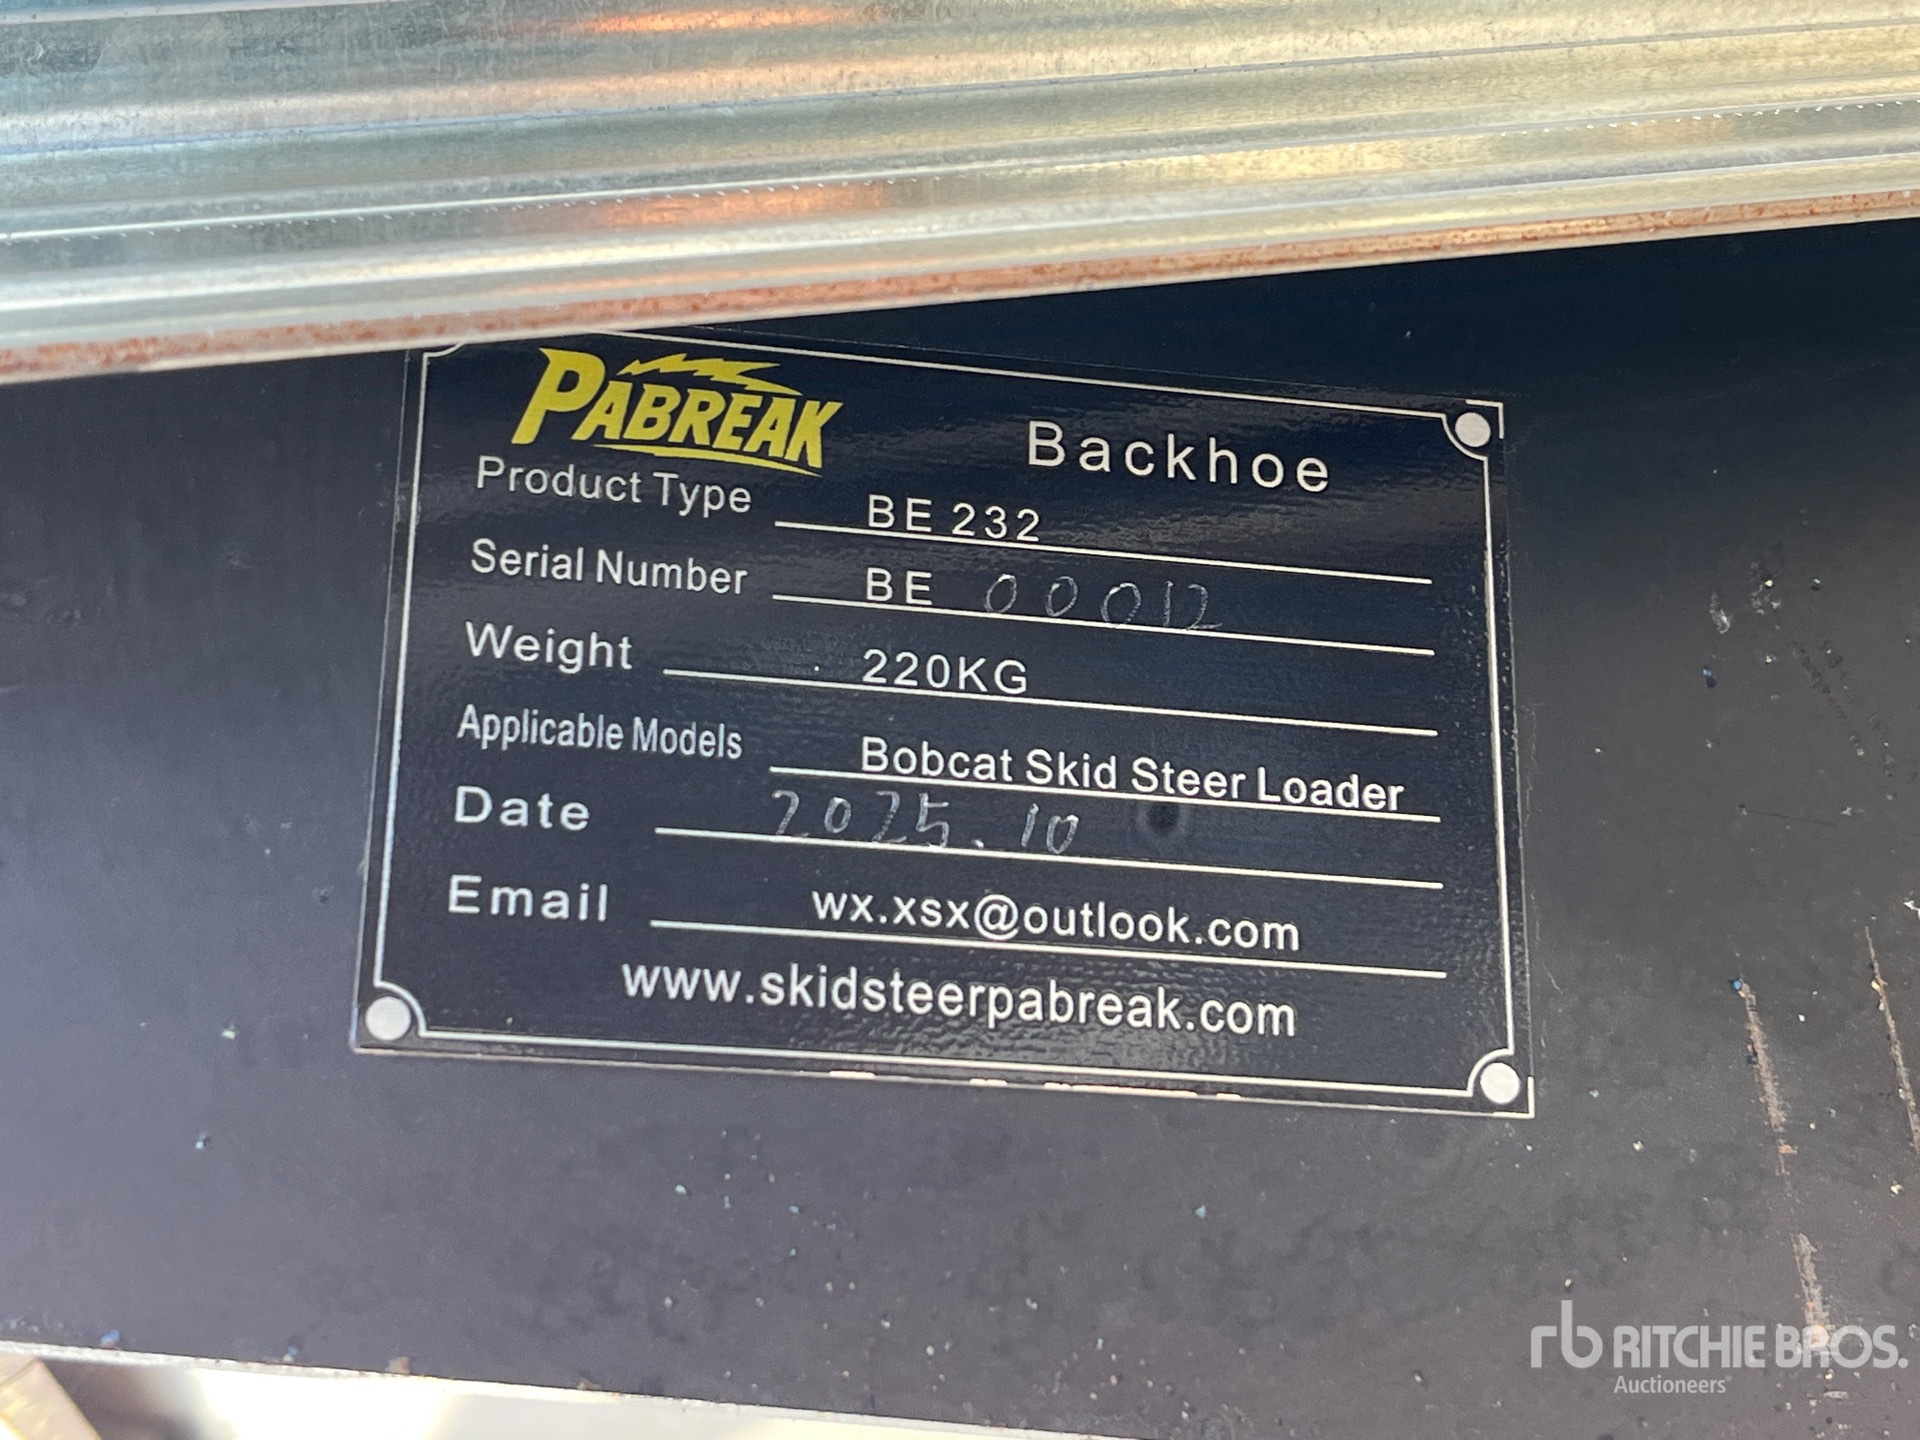 PABREAK
Backhoe
Product Type BE 232
Serial Number BE 00012
Weight 220KG
Applicable Models Bobcat Skid Steer Loader
Date 2025.10
Email wx.xsx@outlook.com
www.skidsteerpabreak.com
rb RITCHIE BROS.
Auctioneers